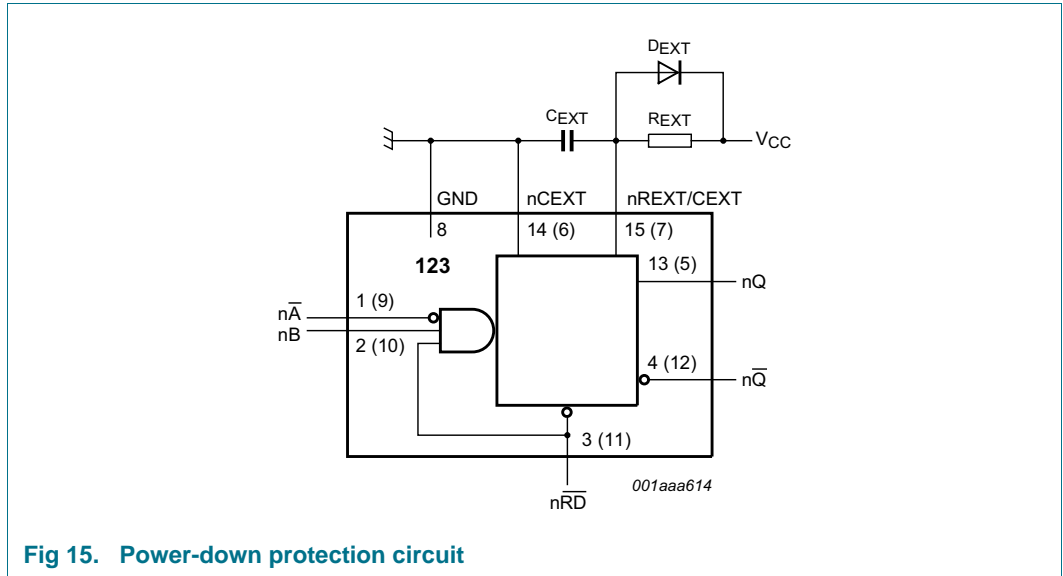 DEXT
CEXT
REXT
VCC
GND
nCEXT
nREXT/CEXT
8
14 (6)
15 (7)
123
13 (5)
nQ
1 (9)
nA̅
nB
2 (10)
4 (12)
nQ̅
3 (11)
001aaa614
nR̅D̅
Fig 15. Power-down protection circuit